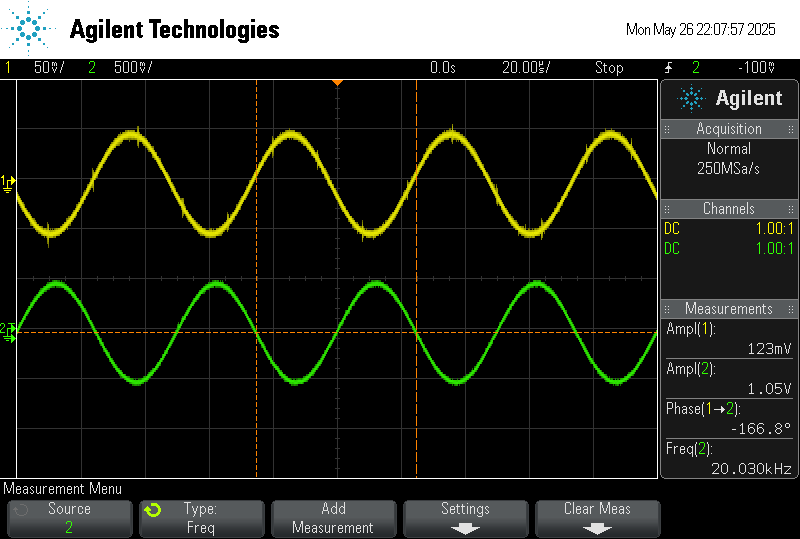 Agilent Technologies
Mon May 26 22:07:57 2025
1 50mV/ 2 500mV/ 0.0s 20.00us/ Stop 2 -100mV
Agilent
Acquisition
Normal
250MSa/s
Channels
DC 1.00:1
DC 1.00:1
Measurements
Ampl(1):
123mV
Ampl(2):
1.05V
Phase(1→2):
-166.8°
Freq(2):
20.030kHz
1
2
Measurement Menu
Source
2
Type:
Freq
Add
Measurement
Settings
Clear Meas